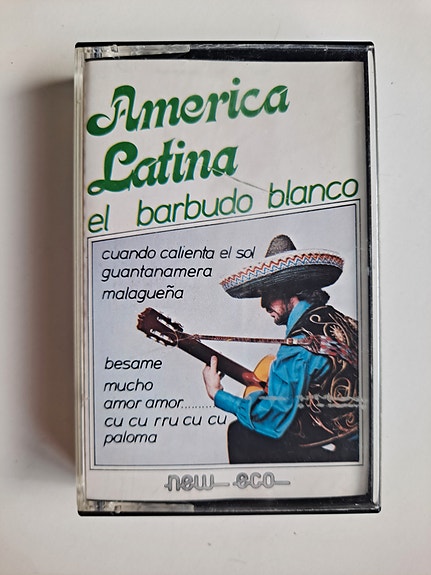 America
Latina
el barbudo blanco
cuando calienta el sol
guantanamera
malagueña
besame
mucho
amor amor..........
cu cu rru cu cu
paloma
new eco